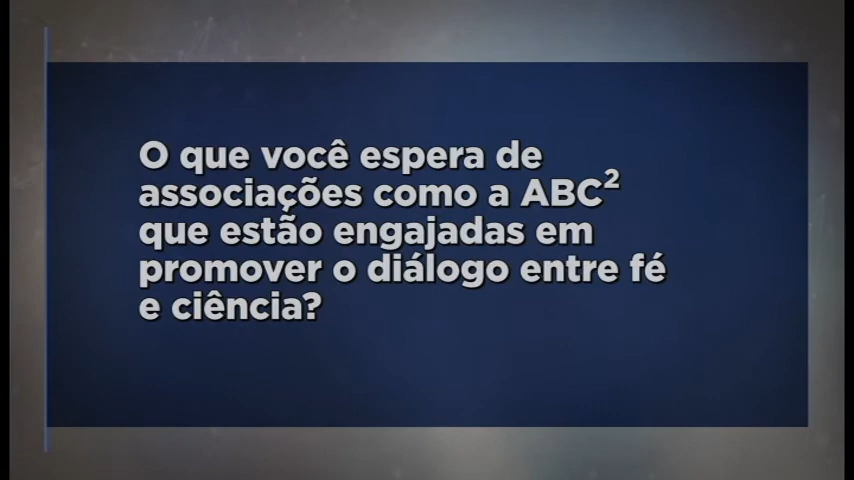 O que você espera de
associações como a ABC²
que estão engajadas em
promover o diálogo entre fé
e ciência?